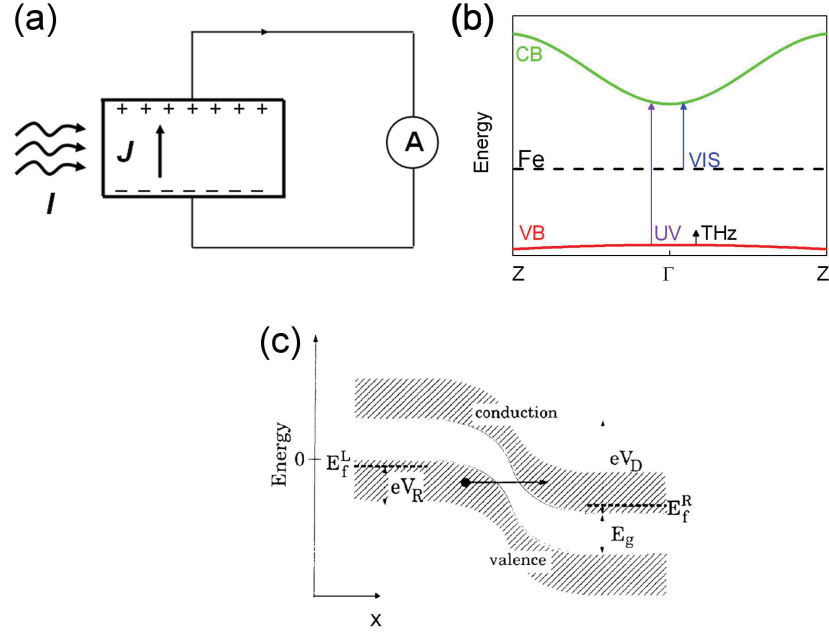 (a)
+ + + + + + +
J
− − − − − − −
I
A
(b)
CB
Energy
Fe
VIS
VB
UV
THz
Z
Γ
Z
(c)
Energy
0
E_f^L
eV_R
conduction
eV_D
E_f^R
E_g
valence
x